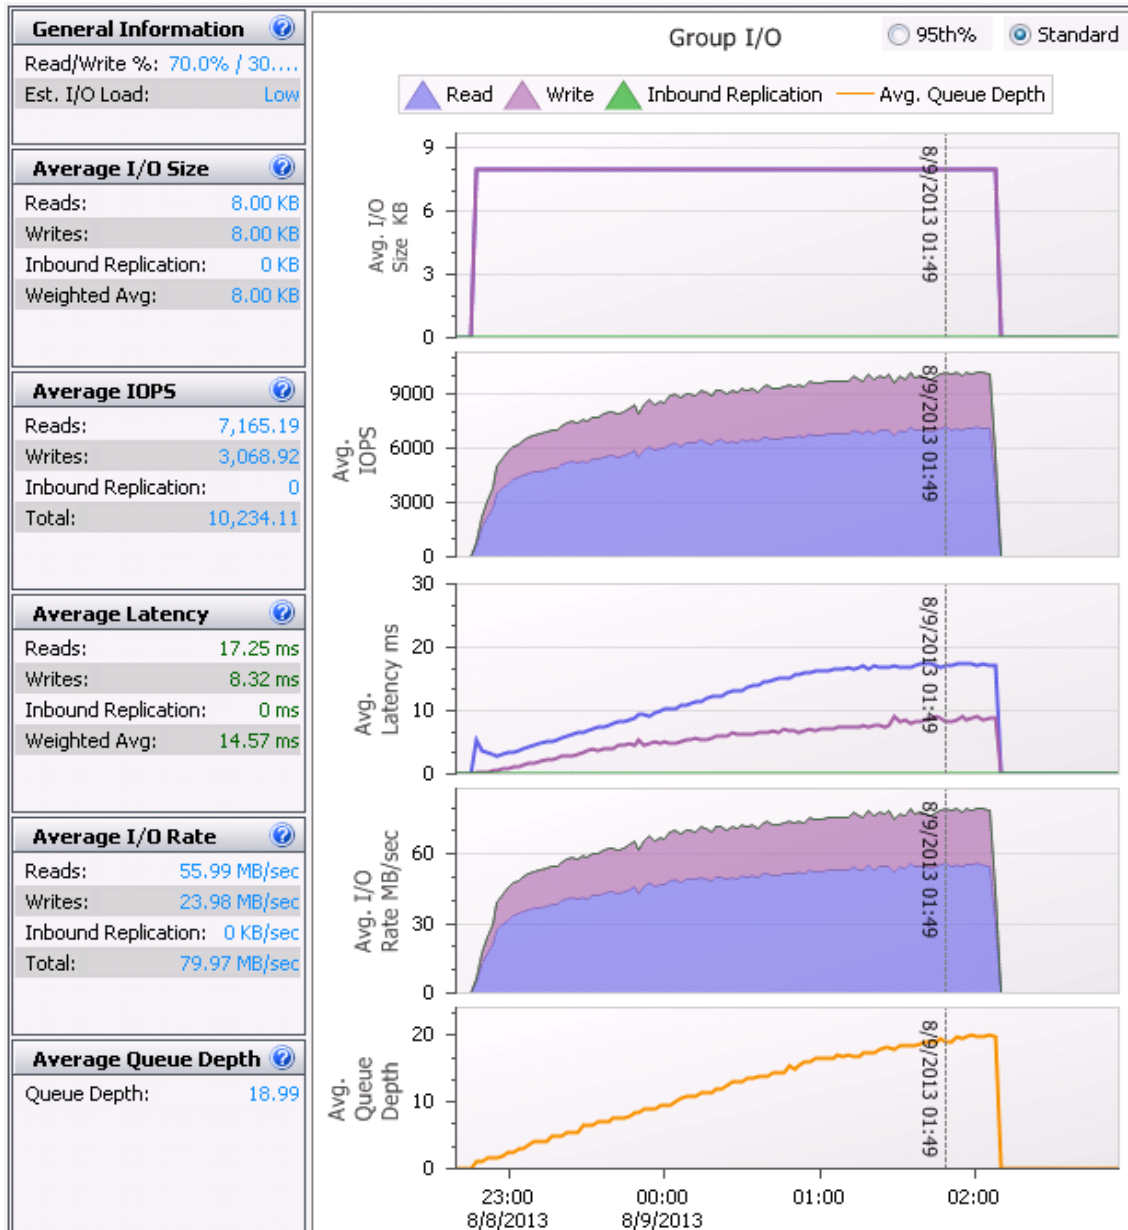 General Information
Read/Write %: 70.0% / 30....
Est. I/O Load: Low
Average I/O Size
Reads: 8.00 KB
Writes: 8.00 KB
Inbound Replication: 0 KB
Weighted Avg: 8.00 KB
Average IOPS
Reads: 7,165.19
Writes: 3,068.92
Inbound Replication: 0
Total: 10,234.11
Average Latency
Reads: 17.25 ms
Writes: 8.32 ms
Inbound Replication: 0 ms
Weighted Avg: 14.57 ms
Average I/O Rate
Reads: 55.99 MB/sec
Writes: 23.98 MB/sec
Inbound Replication: 0 KB/sec
Total: 79.97 MB/sec
Average Queue Depth
Queue Depth: 18.99
Group I/O
95th% Standard
Read Write Inbound Replication Avg. Queue Depth
Avg. I/O
Size KB
9
6
3
0
8/9/2013 01:49
Avg.
IOPS
9000
6000
3000
0
8/9/2013 01:49
Avg.
Latency ms
30
20
10
0
8/9/2013 01:49
Avg. I/O
Rate MB/sec
60
30
0
8/9/2013 01:49
Avg.
Queue
Depth
20
10
0
8/9/2013 01:49
23:00 00:00 01:00 02:00
8/8/2013 8/9/2013